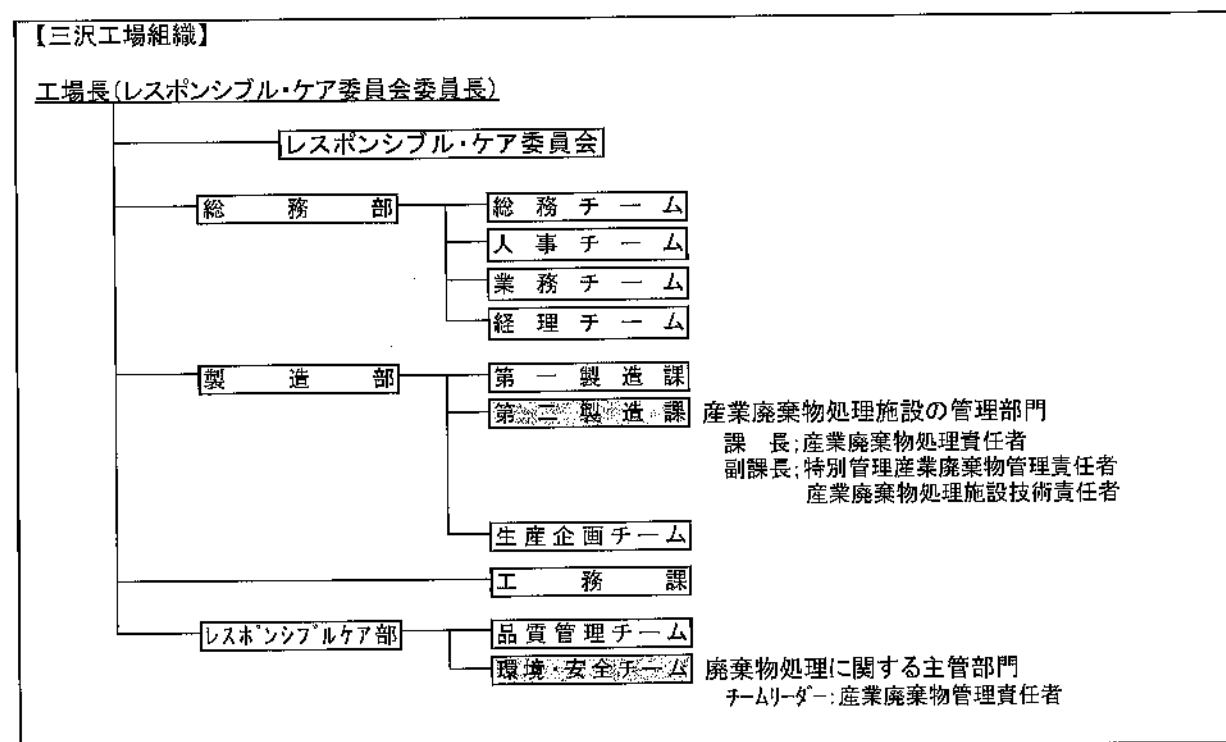 【三沢工場組織】
工場長(レスポンシブル・ケア委員会委員長)
レスポンシブル・ケア委員会
総務部
総務チーム
人事チーム
業務チーム
経理チーム
製造部
第一製造課
第二製造課 産業廃棄物処理施設の管理部門
課 長;産業廃棄物処理責任者
副課長;特別管理産業廃棄物管理責任者
産業廃棄物処理施設技術責任者
生産企画チーム
工務課
レスポンシブルケア部
品質管理チーム
環境・安全チーム 廃棄物処理に関する主管部門
チームリーダー:産業廃棄物管理責任者